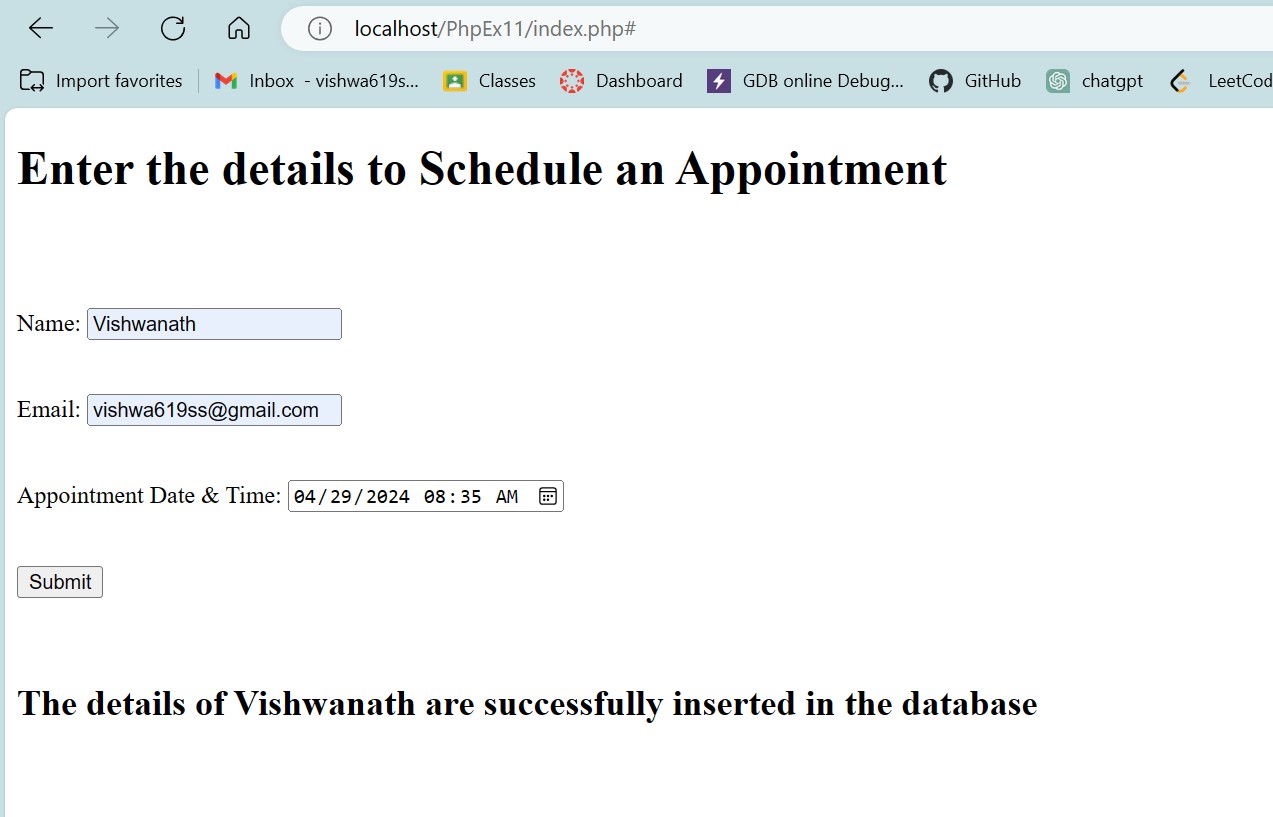 localhost/PhpEx11/index.php#
Import favorites Inbox - vishwa619s... Classes Dashboard GDB online Debug... GitHub chatgpt LeetCod
Enter the details to Schedule an Appointment
Name: Vishwanath
Email: vishwa619ss@gmail.com
Appointment Date & Time: 04/29/2024 08:35 AM
Submit
The details of Vishwanath are successfully inserted in the database